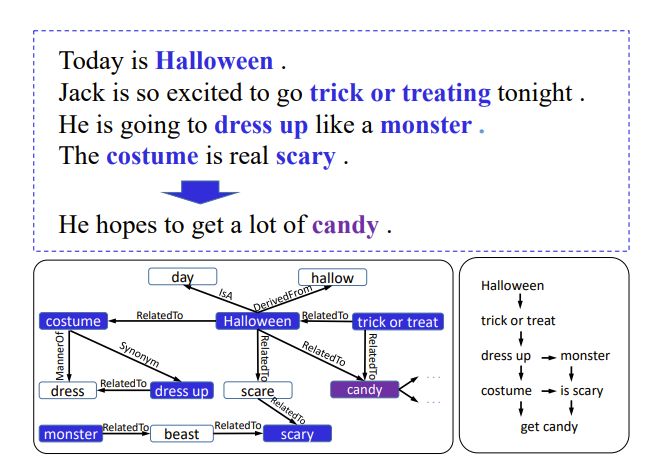 Today is Halloween .
Jack is so excited to go trick or treating tonight .
He is going to dress up like a monster .
The costume is real scary .
He hopes to get a lot of candy .
day
hallow
IsA
DerivedFrom
costume
RelatedTo
Halloween
RelatedTo
trick or treat
MannerOf
Synonym
RelatedTo
RelatedTo
RelatedTo
dress
RelatedTo
dress up
scare
candy
...
...
RelatedTo
monster
RelatedTo
beast
RelatedTo
scary
Halloween
trick or treat
dress up
monster
costume
is scary
get candy